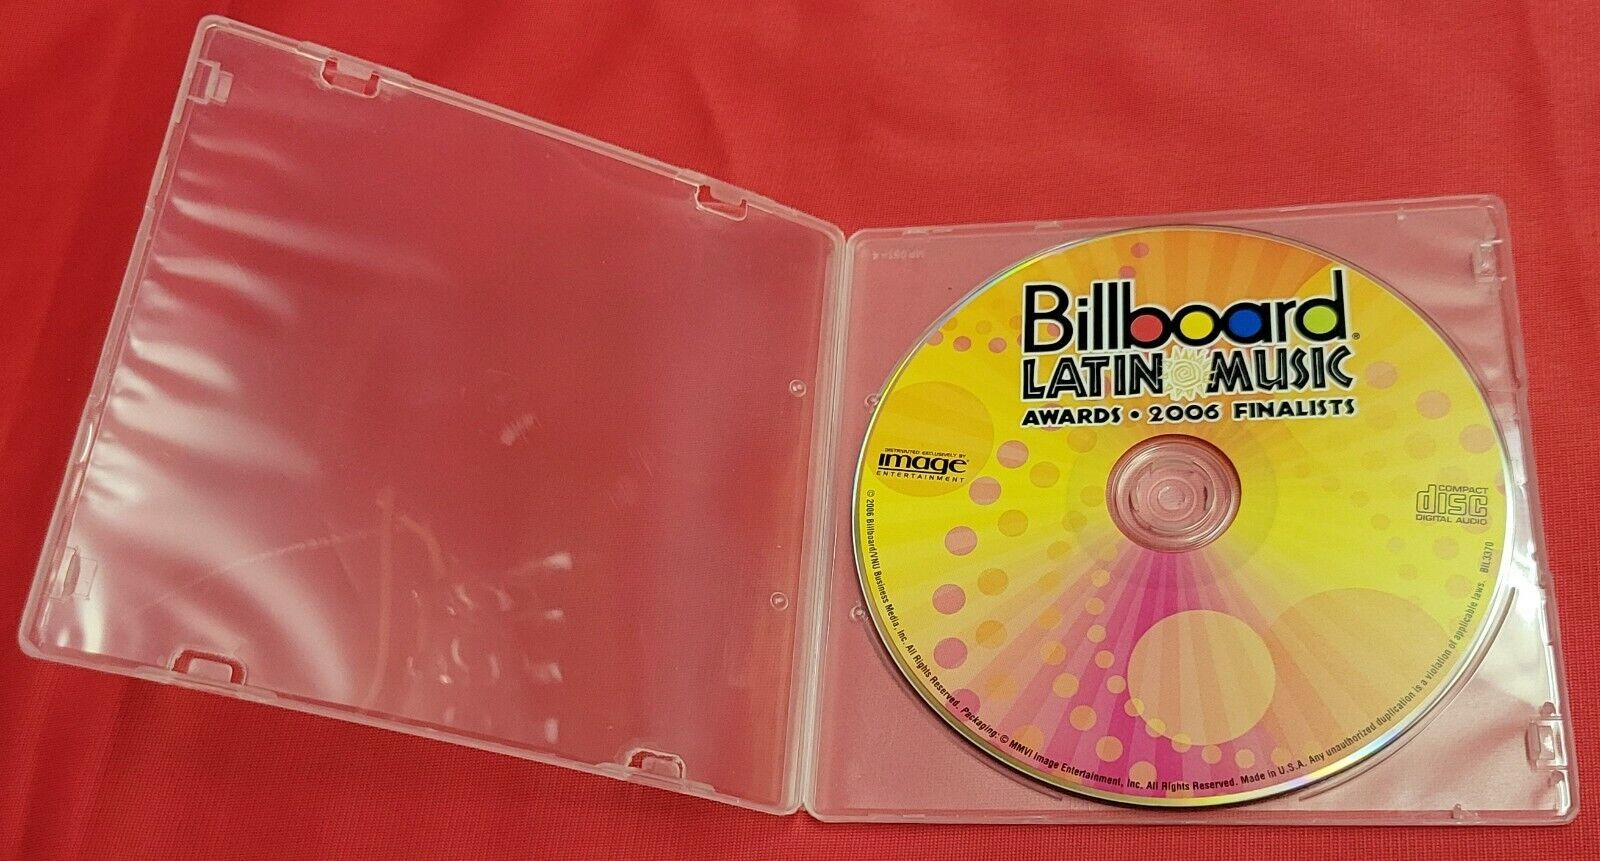 Billboard®
LATIN MUSIC
AWARDS • 2006 FINALISTS
DISTRIBUTED EXCLUSIVELY BY
image®
ENTERTAINMENT
COMPACT
disc
DIGITAL AUDIO
BIL3370
© 2006 Billboard/VNU Business Media, Inc. All Rights Reserved. Packaging: © MMVI Image Entertainment, Inc. All Rights Reserved. Made in U.S.A. Any unauthorized duplication is a violation of applicable laws.